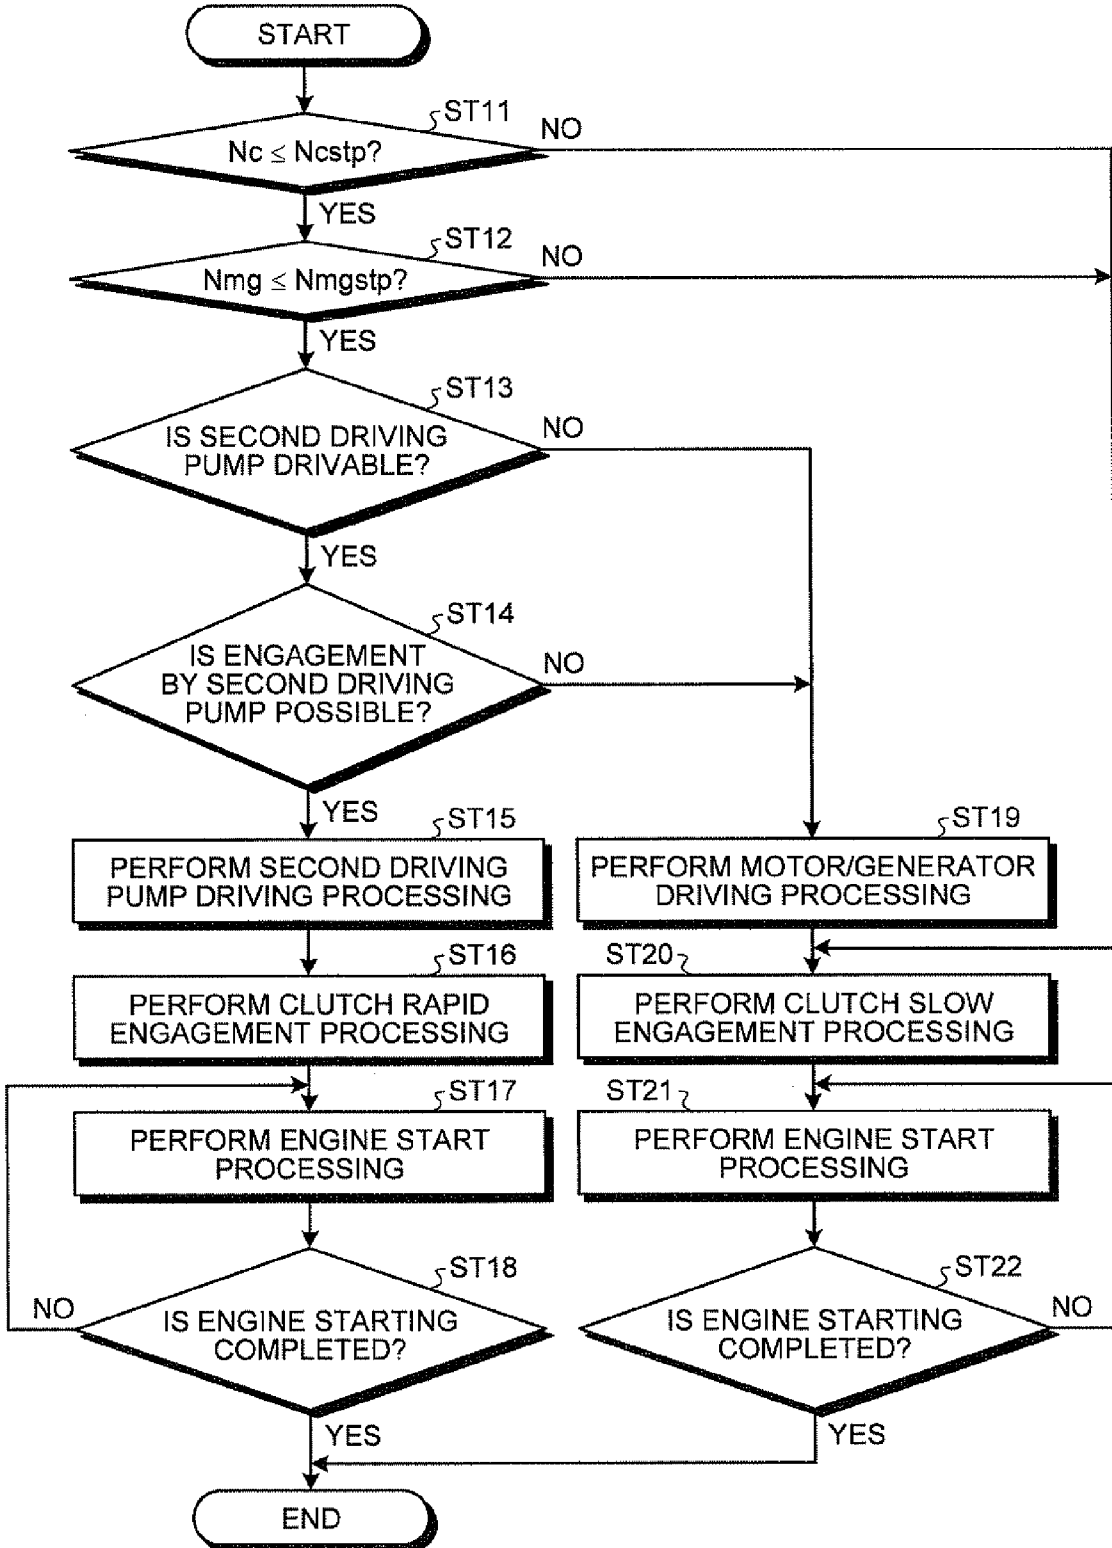 START
ST11
Nc ≤ Ncstp?
NO
YES
ST12
Nmg ≤ Nmgstp?
NO
YES
ST13
IS SECOND DRIVING
PUMP DRIVABLE?
NO
YES
ST14
IS ENGAGEMENT
BY SECOND DRIVING
PUMP POSSIBLE?
NO
YES
ST15
PERFORM SECOND DRIVING
PUMP DRIVING PROCESSING
ST19
PERFORM MOTOR/GENERATOR
DRIVING PROCESSING
ST16
PERFORM CLUTCH RAPID
ENGAGEMENT PROCESSING
ST20
PERFORM CLUTCH SLOW
ENGAGEMENT PROCESSING
ST17
PERFORM ENGINE START
PROCESSING
ST21
PERFORM ENGINE START
PROCESSING
ST18
IS ENGINE STARTING
COMPLETED?
NO
YES
ST22
IS ENGINE STARTING
COMPLETED?
NO
YES
END